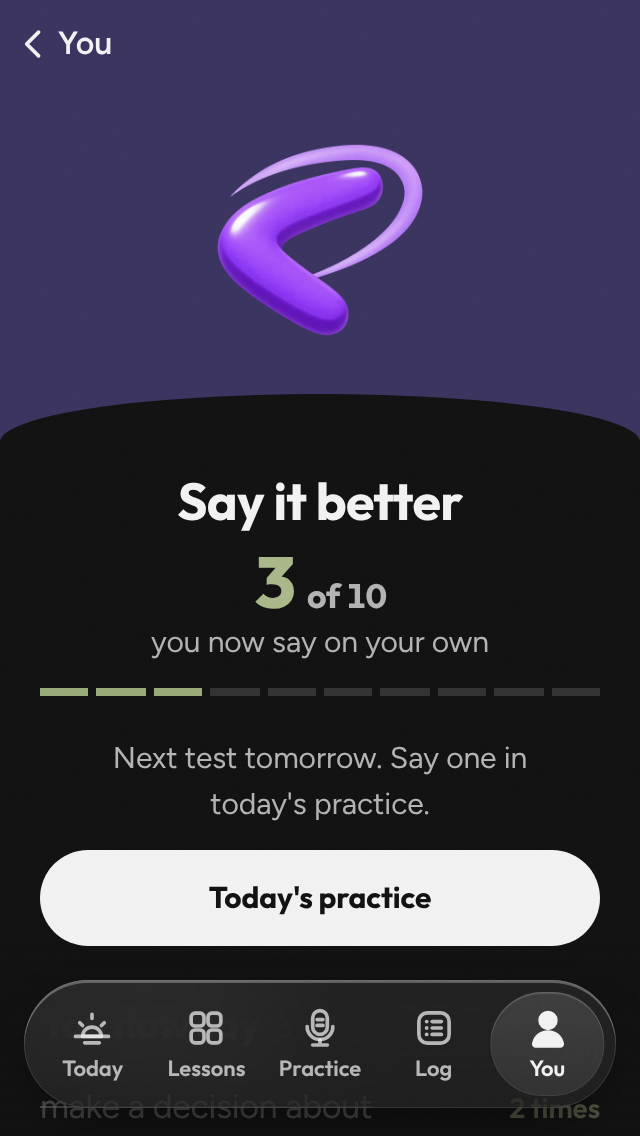 You
Say it better
3 of 10
you now say on your own
Next test tomorrow. Say one in
today's practice.
Today's practice
Today
Lessons
Practice
Log
You
make a decision about
2 times